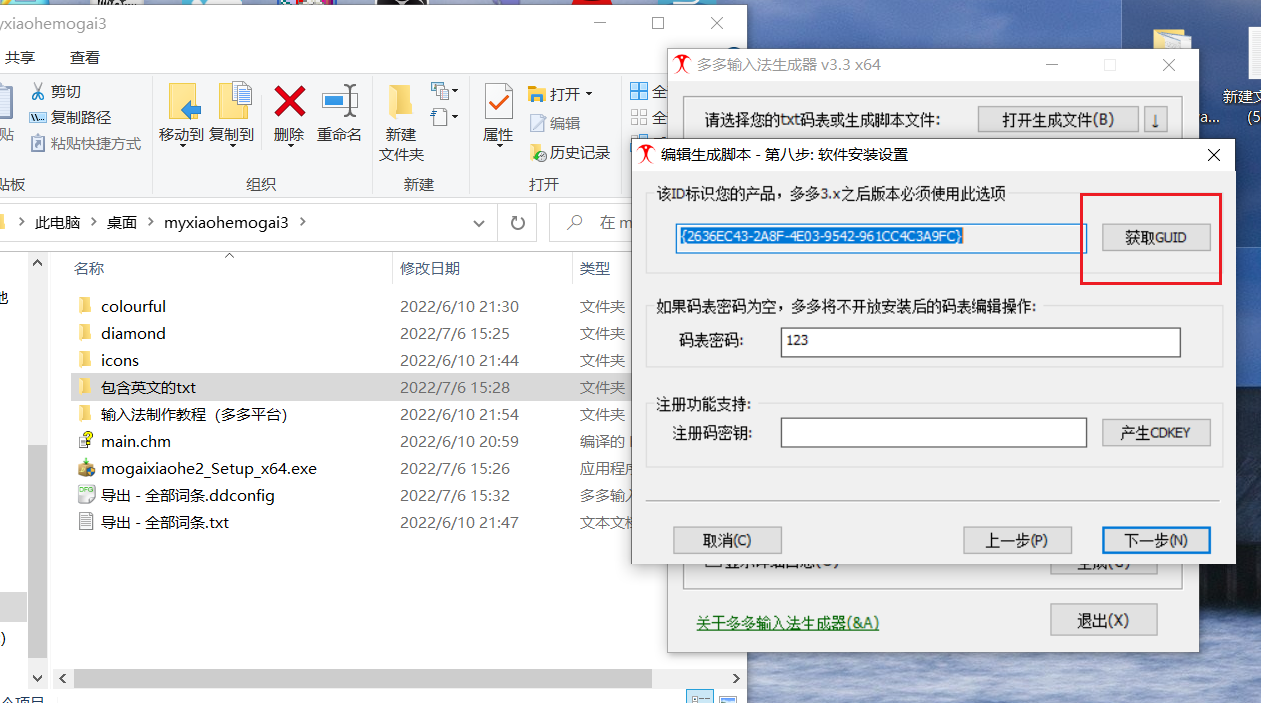 yxiaohemogai3
共享 查看
剪切
复制路径
粘贴快捷方式
移动到 复制到 删除 重命名
新建
文件夹
属性
打开
编辑
历史记录
组织 新建 打开
此电脑 桌面 myxiaohemogai3
名称 修改日期 类型
colourful 2022/6/10 21:30 文件夹
diamond 2022/7/6 15:25 文件夹
icons 2022/6/10 21:44 文件夹
包含英文的txt 2022/7/6 15:28 文件夹
输入法制作教程（多多平台） 2022/6/10 21:54 文件夹
main.chm 2022/6/10 20:59 编译的
mogaixiaohe2_Setup_x64.exe 2022/7/6 15:26 应用程序
导出 - 全部词条.ddconfig 2022/7/6 15:32 多多输入
导出 - 全部词条.txt 2022/6/10 21:47 文本文档
多多输入法生成器 v3.3 x64
请选择您的txt码表或生成脚本文件: 打开生成文件(B) ↓
编辑生成脚本 - 第八步: 软件安装设置
该ID标识您的产品，多多3.x之后版本必须使用此选项
{2636EC43-2A8F-4E03-9542-961CC4C3A9FC} 获取GUID
如果码表密码为空，多多将不开放安装后的码表编辑操作:
码表密码: 123
注册功能支持:
注册码密钥: 产生CDKEY
取消(C) 上一步(P) 下一步(N)
关于多多输入法生成器(&A) 退出(X)
新建文